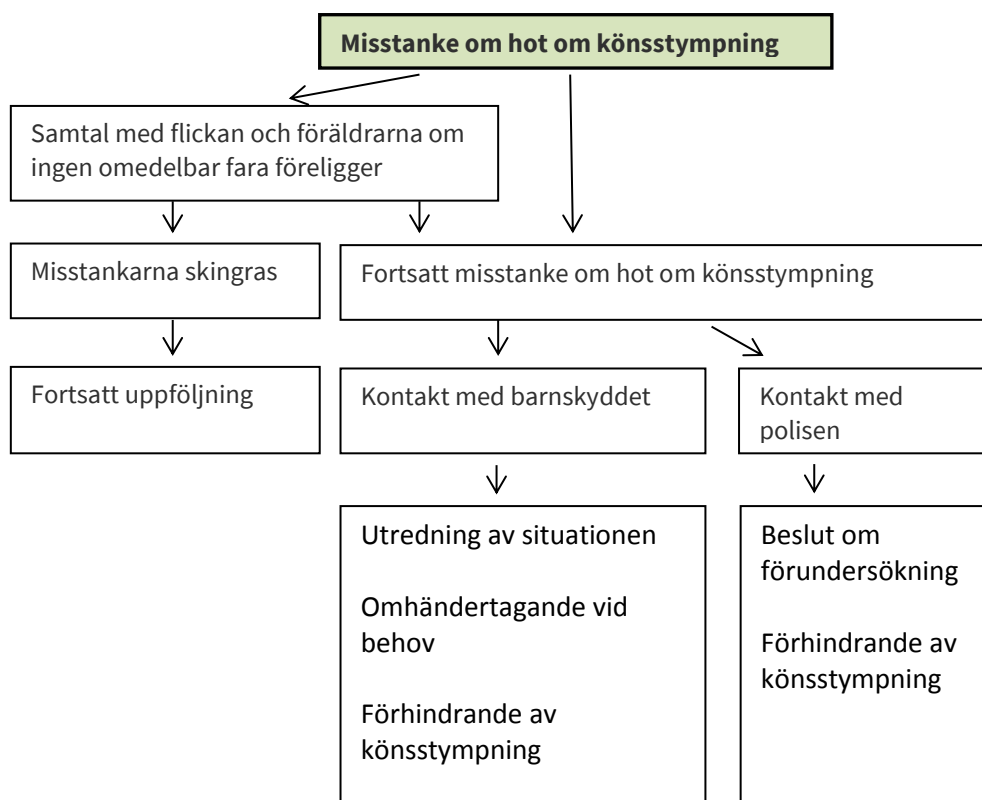 Misstanke om hot om könsstympning
Samtal med flickan och föräldrarna om
ingen omedelbar fara föreligger
Misstankarna skingras
Fortsatt misstanke om hot om könsstympning
Fortsatt uppföljning
Kontakt med barnskyddet
Kontakt med
polisen
Utredning av situationen
Omhändertagande vid
behov
Förhindrande av
könsstympning
Beslut om
förundersökning
Förhindrande av
könsstympning